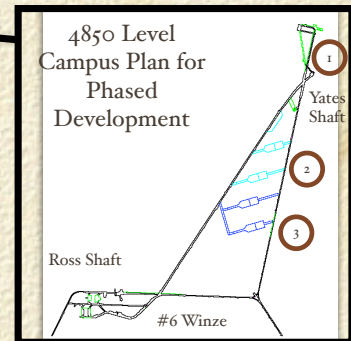 4850 Level
Campus Plan for
Phased
Development
1
Yates
Shaft
2
3
Ross Shaft
#6 Winze